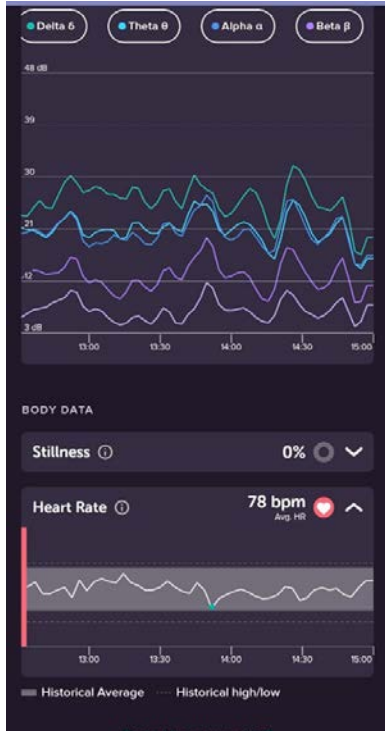 Delta δ Theta θ Alpha α Beta β
48 dB
39
30
21
12
3 dB
13:00 13:30 14:00 14:30 15:00
BODY DATA
Stillness 0%
Heart Rate 78 bpm
Avg. HR
13:00 13:30 14:00 14:30 15:00
Historical Average Historical high/low